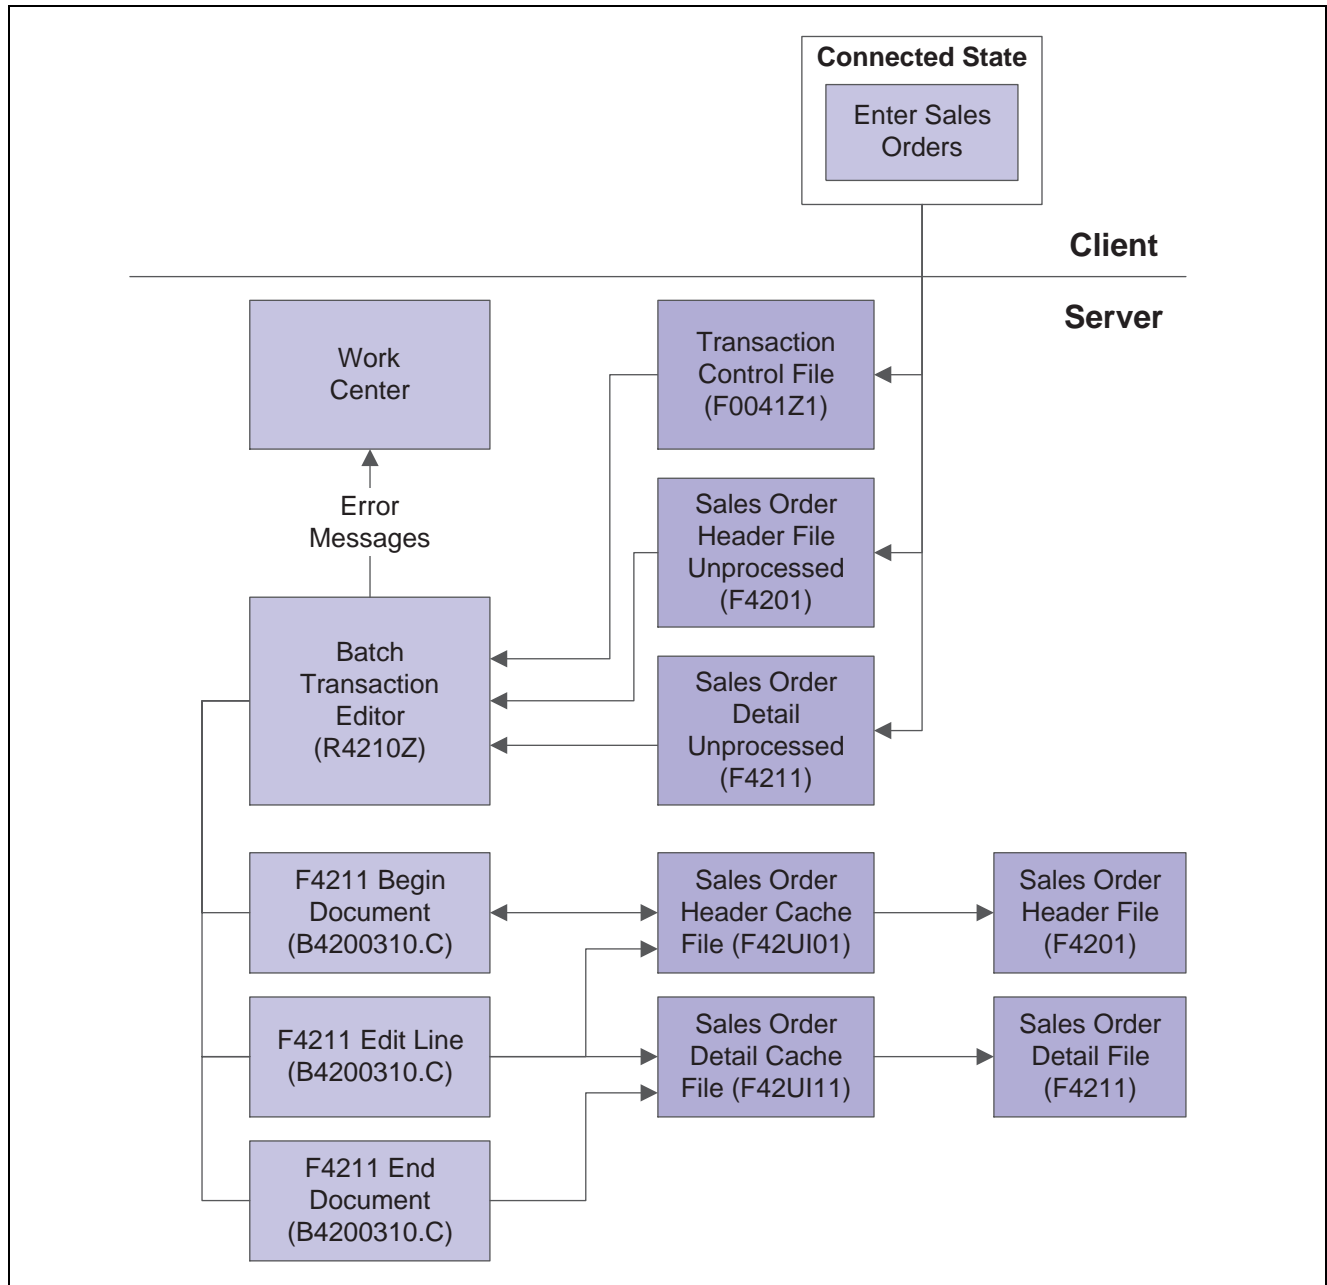 Connected State
Enter Sales
Orders
Client
Server
Work
Center
Transaction
Control File
(F0041Z1)
Error
Messages
Sales Order
Header File
Unprocessed
(F4201)
Batch
Transaction
Editor
(R4210Z)
Sales Order
Detail
Unprocessed
(F4211)
F4211 Begin
Document
(B4200310.C)
Sales Order
Header Cache
File (F42UI01)
Sales Order
Header File
(F4201)
F4211 Edit Line
(B4200310.C)
Sales Order
Detail Cache
File (F42UI11)
Sales Order
Detail File
(F4211)
F4211 End
Document
(B4200310.C)